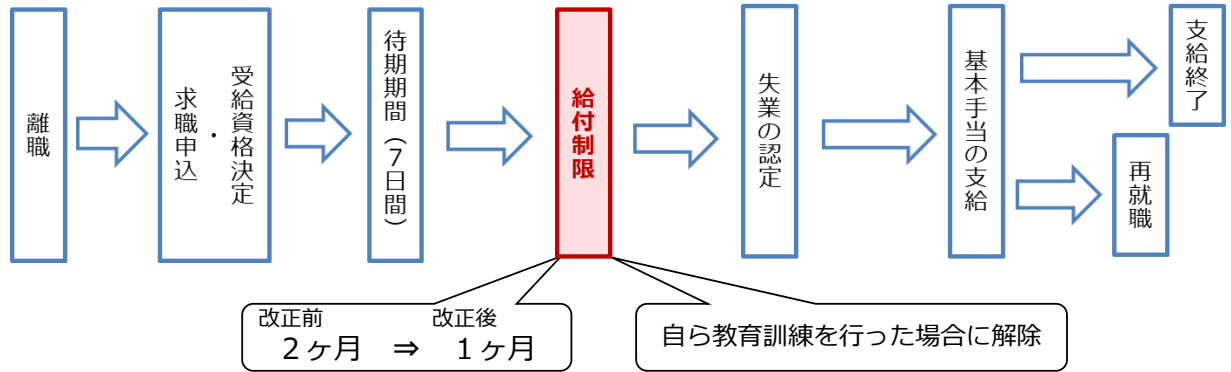 離職
受給資格決定
・
求職申込
待期期間（7日間）
給付制限
失業の認定
基本手当の支給
支給終了
再就職
改正前 改正後
２ヶ月 ⇒ １ヶ月
自ら教育訓練を行った場合に解除